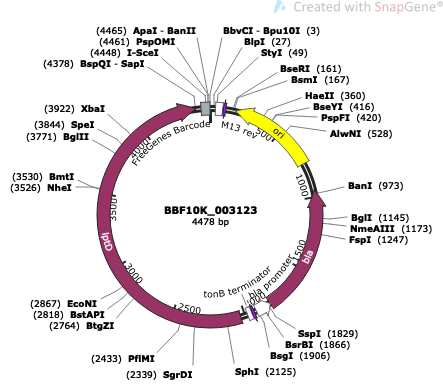 Created with SnapGene®
(4465) ApaI - BanII
(4461) PspOMI
(4448) I-SceI
(4378) BspQI - SapI
BbvCI - Bpu10I (3)
BlpI (27)
StyI (49)
BseRI (161)
BsmI (167)
HaeII (360)
BseYI (416)
PspFI (420)
AlwNI (528)
(3922) XbaI
(3844) SpeI
(3771) BglII
(3530) BmtI
(3526) NheI
BanI (973)
BglI (1145)
NmeAIII (1173)
FspI (1247)
FreeGenes Barcode
M13 rev
ori
500
1000
1500
2000
2500
3000
3500
4000
BBF10K_003123
4478 bp
lptD
bla
tonB terminator
bla promoter
(2867) EcoNI
(2818) BstAPI
(2764) BtgZI
(2433) PflMI
(2339) SgrDI
SphI (2125)
SspI (1829)
BsrBI (1866)
BsgI (1906)